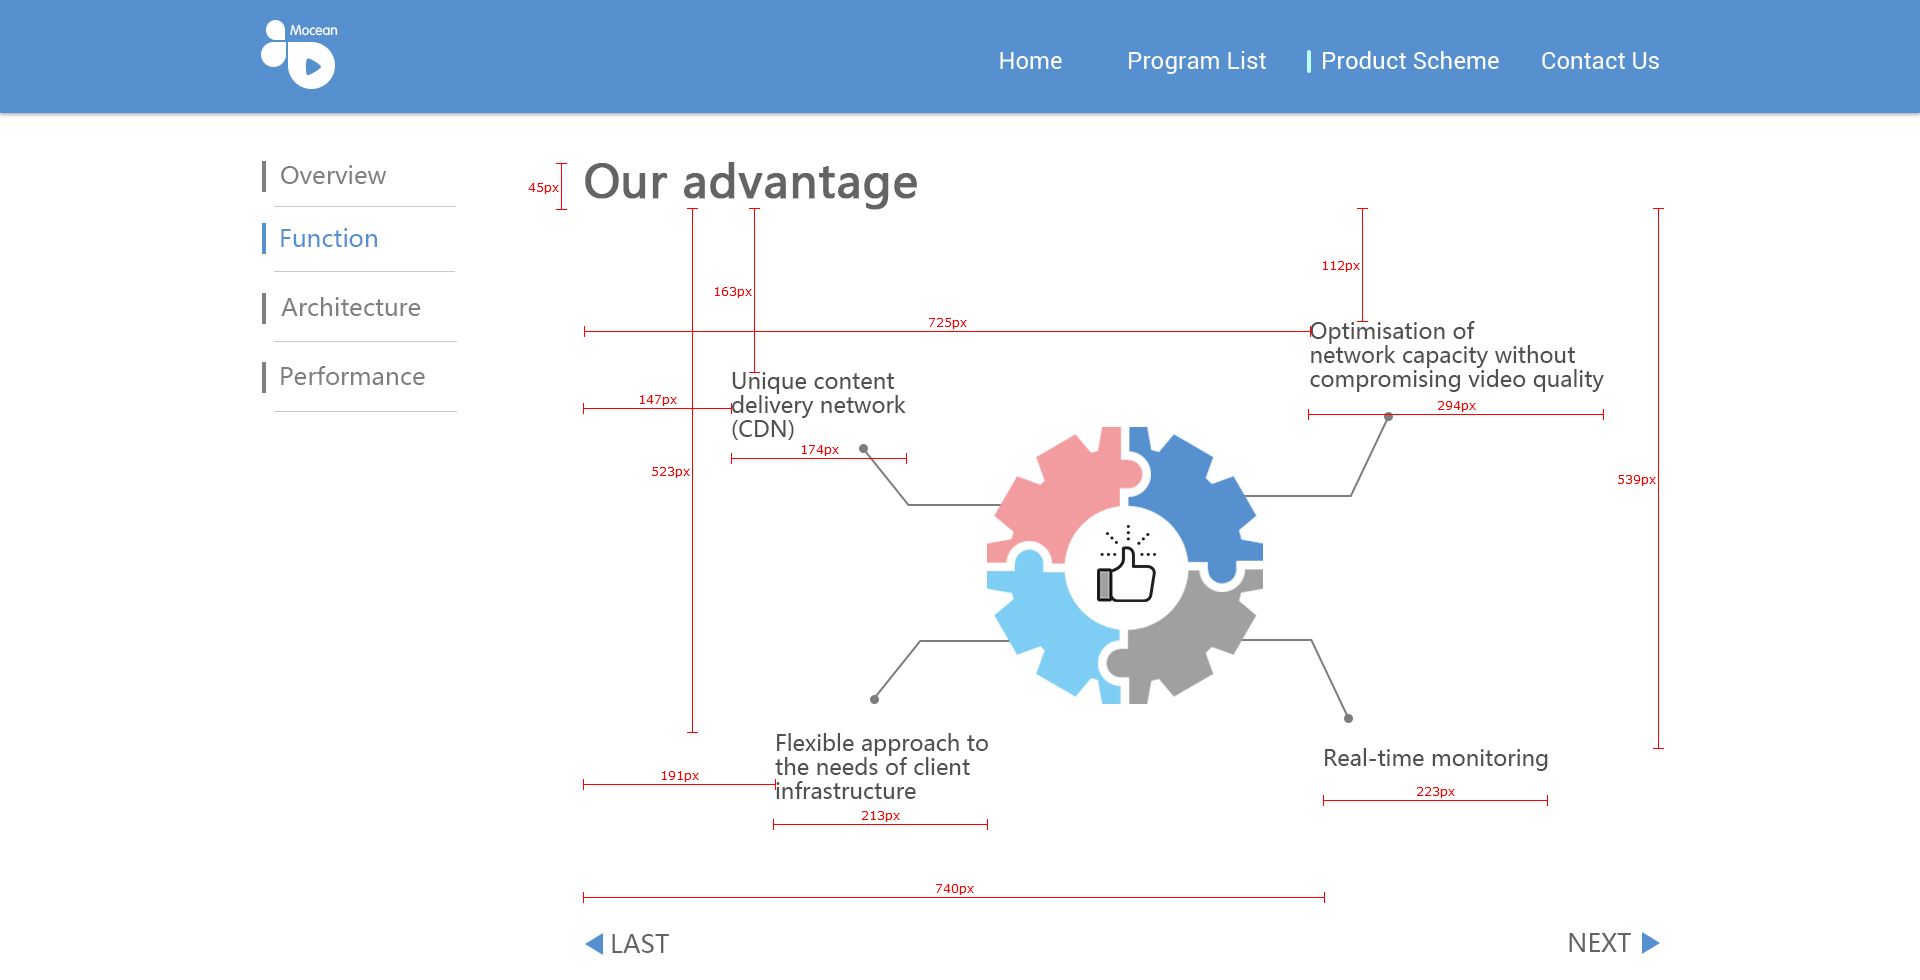 Mocean
Home
Program List
Product Scheme
Contact Us
Overview
Function
Architecture
Performance
45px
Our advantage
163px
112px
725px
Optimisation of
network capacity without
compromising video quality
294px
147px
Unique content
delivery network
(CDN)
174px
523px
539px
Flexible approach to
the needs of client
infrastructure
191px
213px
Real-time monitoring
223px
740px
LAST
NEXT